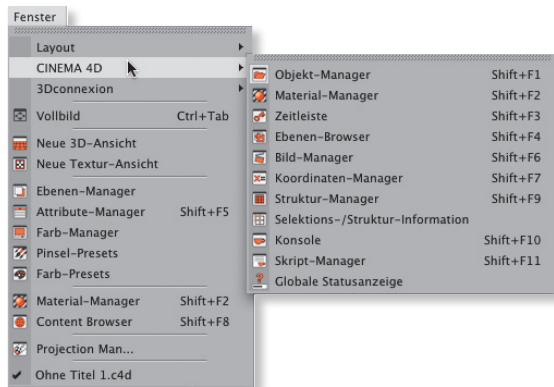 Fenster
Layout
CINEMA 4D
3Dconnexion
Vollbild Ctrl+Tab
Neue 3D-Ansicht
Neue Textur-Ansicht
Ebenen-Manager
Attribute-Manager Shift+F5
Farb-Manager
Pinsel-Presets
Farb-Presets
Material-Manager Shift+F2
Content Browser Shift+F8
Projection Man...
Ohne Titel 1.c4d
Objekt-Manager Shift+F1
Material-Manager Shift+F2
Zeitleiste Shift+F3
Ebenen-Browser Shift+F4
Bild-Manager Shift+F6
Koordinaten-Manager Shift+F7
Struktur-Manager Shift+F9
Selektions-/Struktur-Information
Konsole Shift+F10
Skript-Manager Shift+F11
Globale Statusanzeige